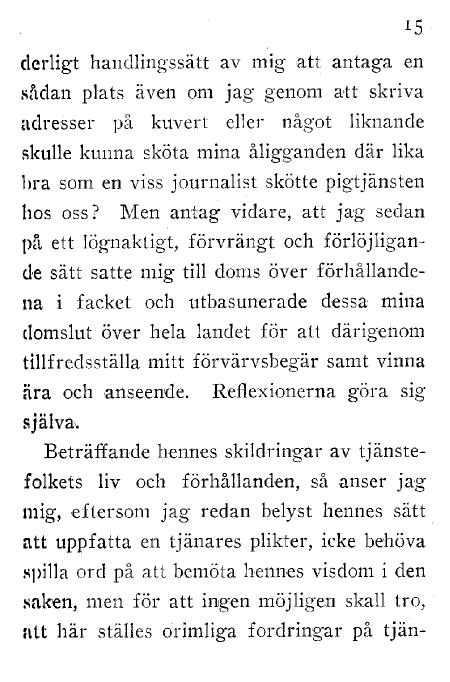 15
derligt handlingssätt av mig att antaga en
sådan plats även om jag genom att skriva
adresser på kuvert eller något liknande
skulle kunna sköta mina åligganden där lika
bra som en viss journalist skötte pigtjänsten
hos oss? Men antag vidare, att jag sedan
på ett lögnaktigt, förvrängt och förlöjligan-
de sätt satte mig till doms över förhållande-
na i facket och utbasunerade dessa mina
domslut över hela landet för att därigenom
tillfredsställa mitt förvärvsbegär samt vinna
ära och anseende. Reflexionerna göra sig
själva.
Beträffande hennes skildringar av tjänste-
folkets liv och förhållanden, så anser jag
mig, eftersom jag redan belyst hennes sätt
att uppfatta en tjänares plikter, icke behöva
spilla ord på att bemöta hennes visdom i den
saken, men för att ingen möjligen skall tro,
att här ställes orimliga fordringar på tjän-